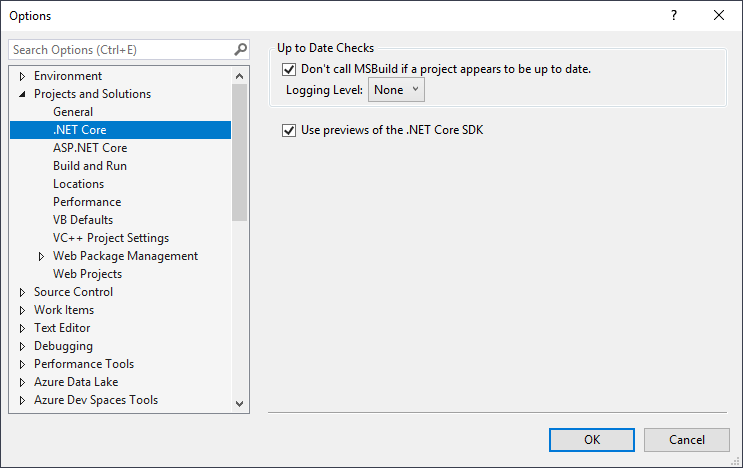 Options
Search Options (Ctrl+E)
Environment
Projects and Solutions
General
.NET Core
ASP.NET Core
Build and Run
Locations
Performance
VB Defaults
VC++ Project Settings
Web Package Management
Web Projects
Source Control
Work Items
Text Editor
Debugging
Performance Tools
Azure Data Lake
Azure Dev Spaces Tools
Up to Date Checks
Don't call MSBuild if a project appears to be up to date.
Logging Level: None
Use previews of the .NET Core SDK
OK Cancel